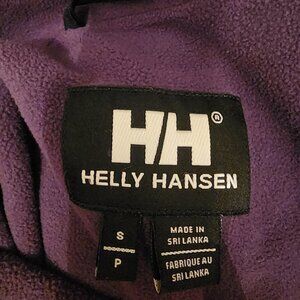 HH®
HELLY HANSEN
S
P
MADE IN
SRI LANKA
FABRIQUE AU
SRI LANKA